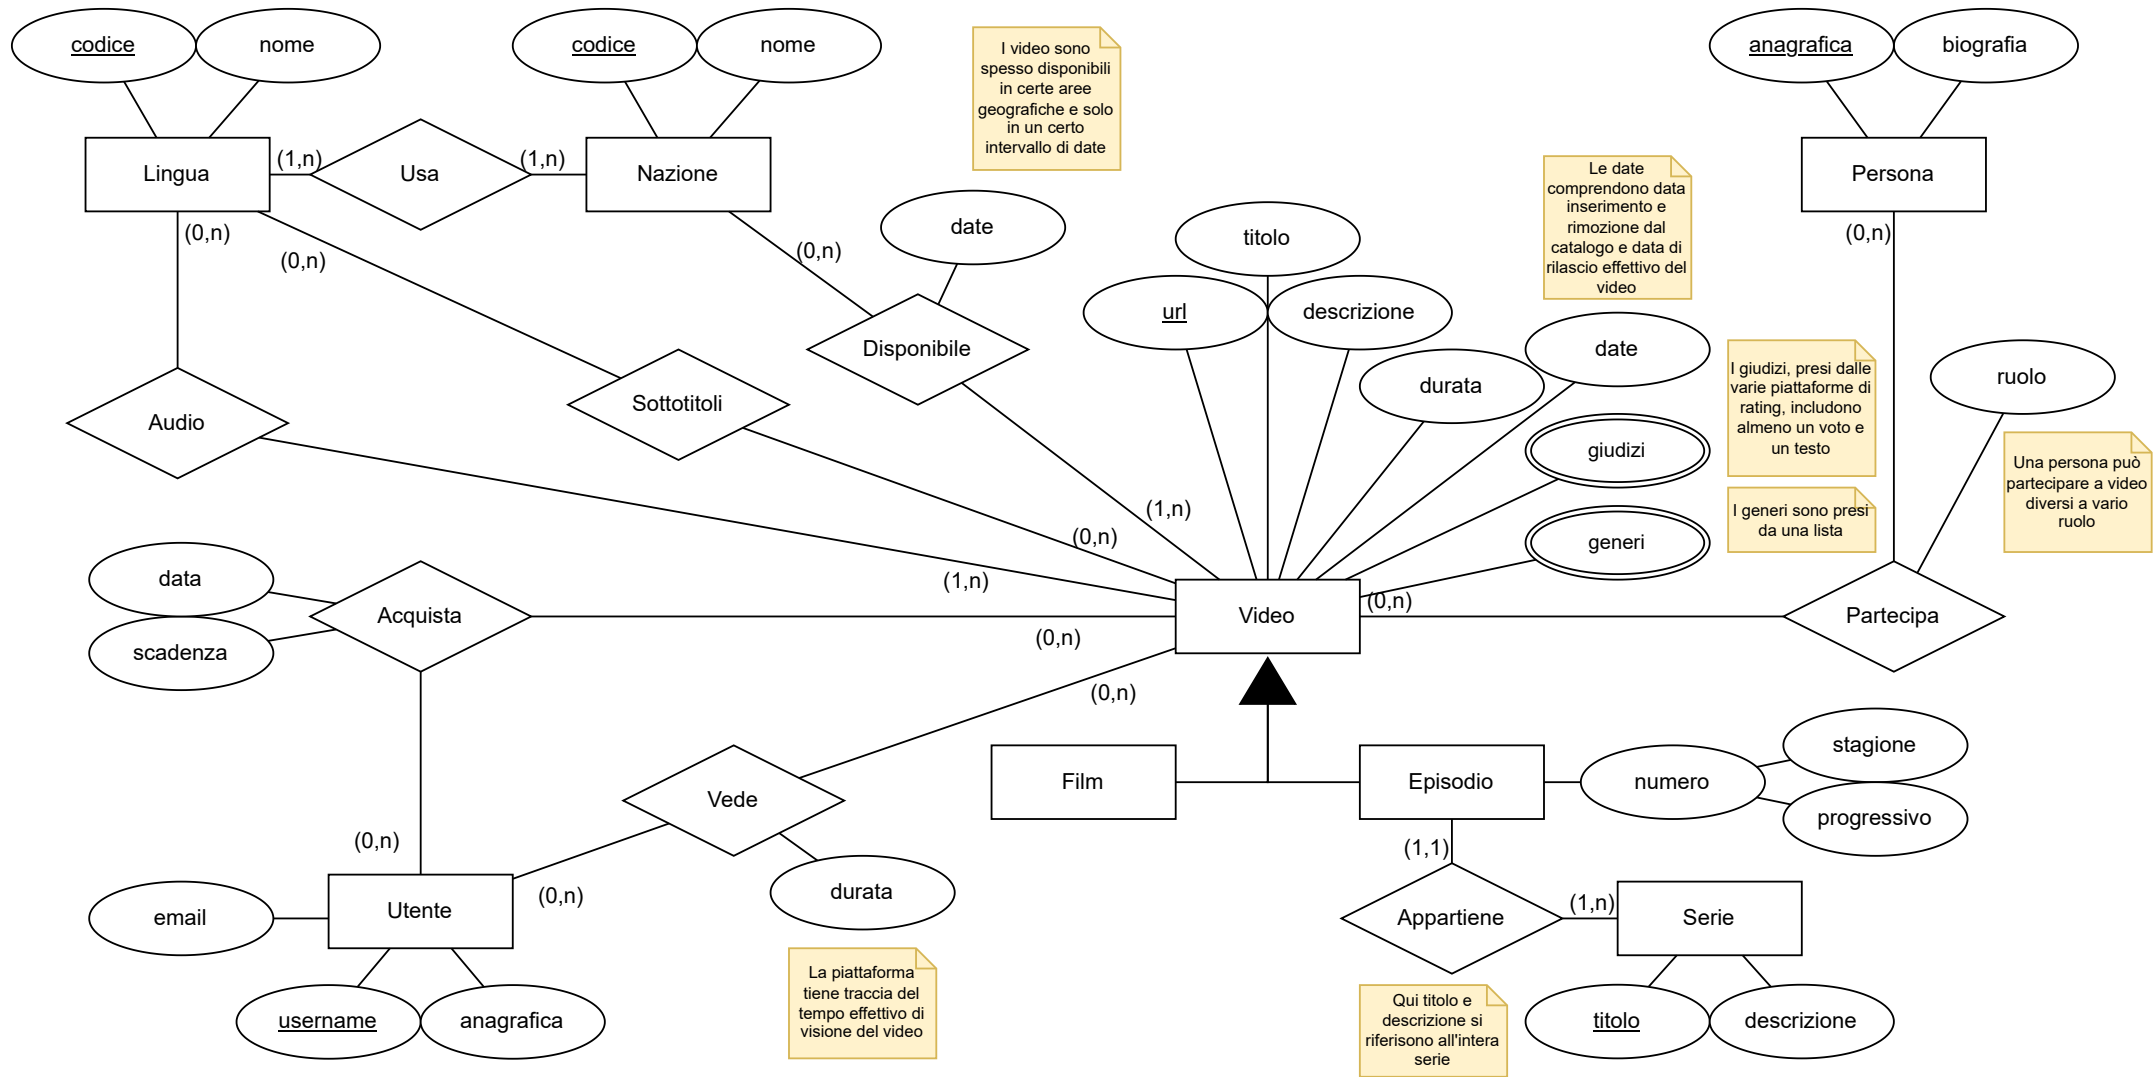 codice
nome
codice
nome
I video sono
spesso disponibili
in certe aree
geografiche e solo
in un certo
intervallo di date
anagrafica
biografia
Lingua
(1,n)
Usa
(1,n)
Nazione
Persona
Le date
comprendono data
inserimento e
rimozione dal
catalogo e data di
rilascio effettivo del
video
(0,n)
(0,n)
(0,n)
date
titolo
(0,n)
url
descrizione
Disponibile
durata
date
I giudizi, presi dalle
varie piattaforme di
rating, includono
almeno un voto e
un testo
ruolo
Audio
Sottotitoli
giudizi
Una persona può
partecipare a video
diversi a vario
ruolo
I generi sono presi
da una lista
generi
(1,n)
(0,n)
(1,n)
data
scadenza
Acquista
(0,n)
Video
(0,n)
Partecipa
(0,n)
Film
Episodio
numero
stagione
progressivo
Vede
(0,n)
(0,n)
durata
(1,1)
email
Utente
Appartiene
(1,n)
Serie
username
anagrafica
La piattaforma
tiene traccia del
tempo effettivo di
visione del video
Qui titolo e
descrizione si
riferisono all'intera
serie
titolo
descrizione